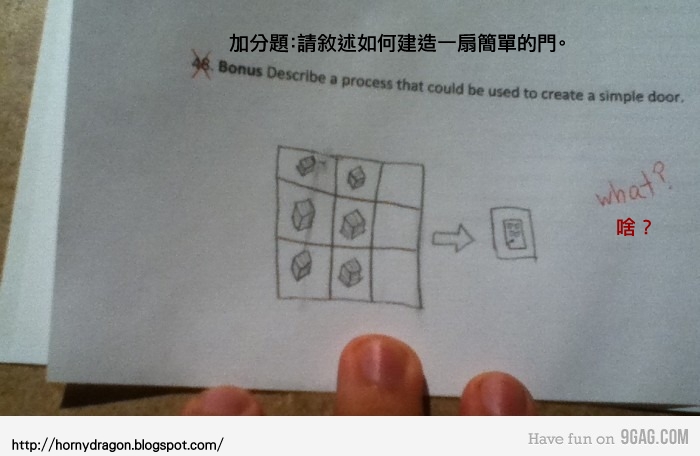 加分題:請敘述如何建造一扇簡單的門。
48. Bonus Describe a process that could be used to create a simple door.
what?
啥？
http://hornydragon.blogspot.com/
Have fun on 9GAG.COM